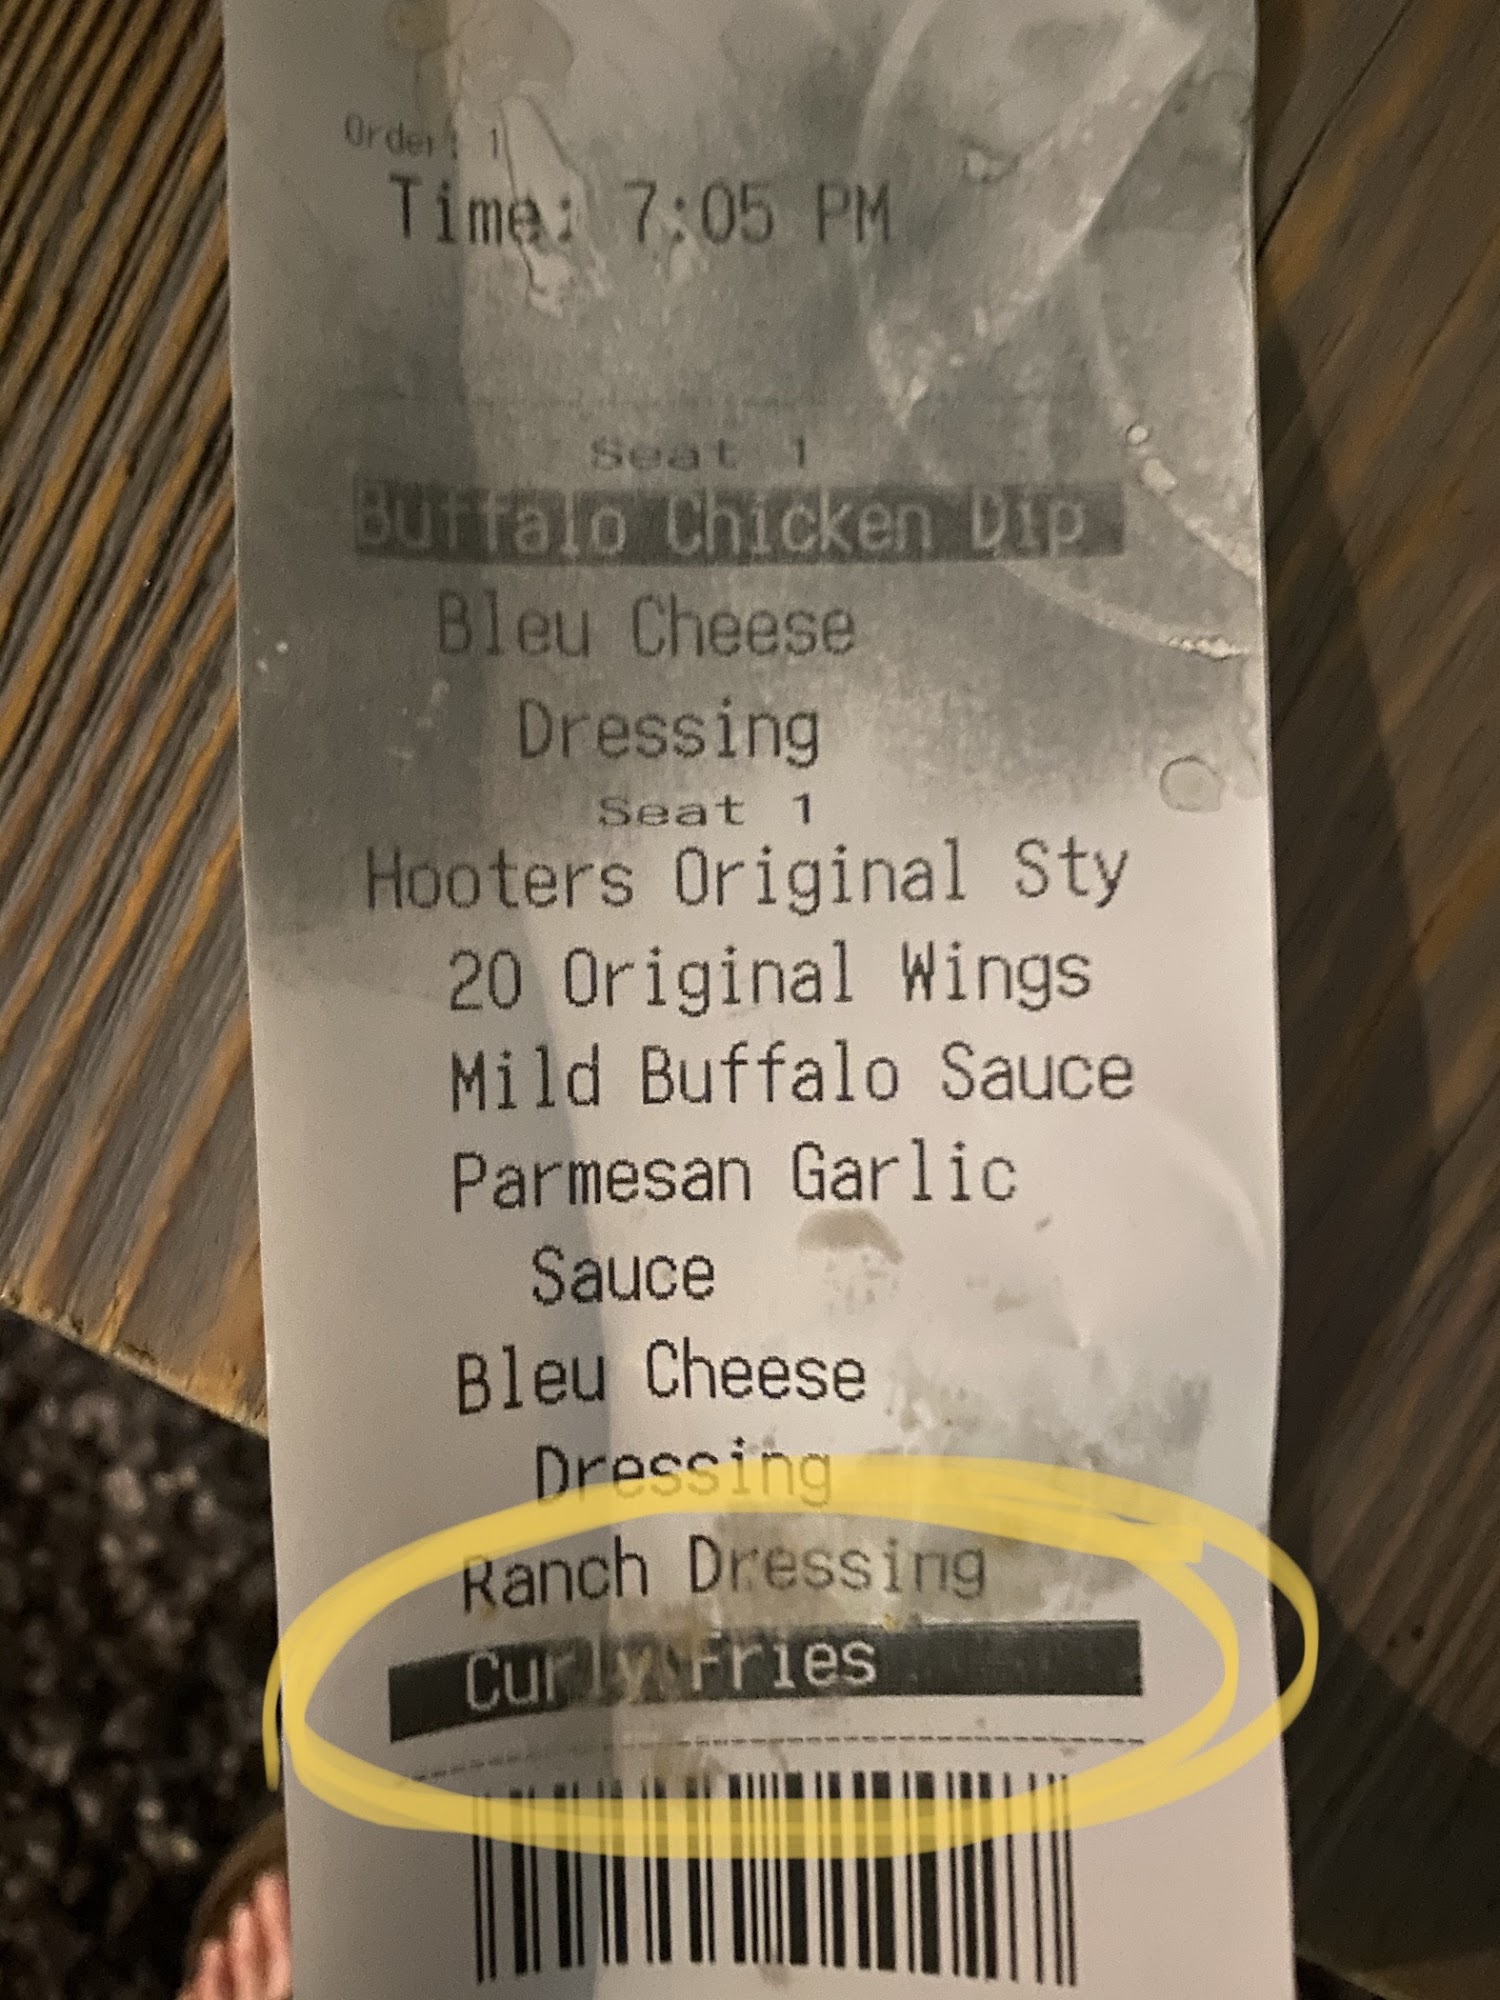 Order: 1
Time: 7:05 PM
Seat 1
Buffalo Chicken Dip
Bleu Cheese
Dressing
Seat 1
Hooters Original Sty
20 Original Wings
Mild Buffalo Sauce
Parmesan Garlic
Sauce
Bleu Cheese
Dressing
Ranch Dressing
Curly Fries